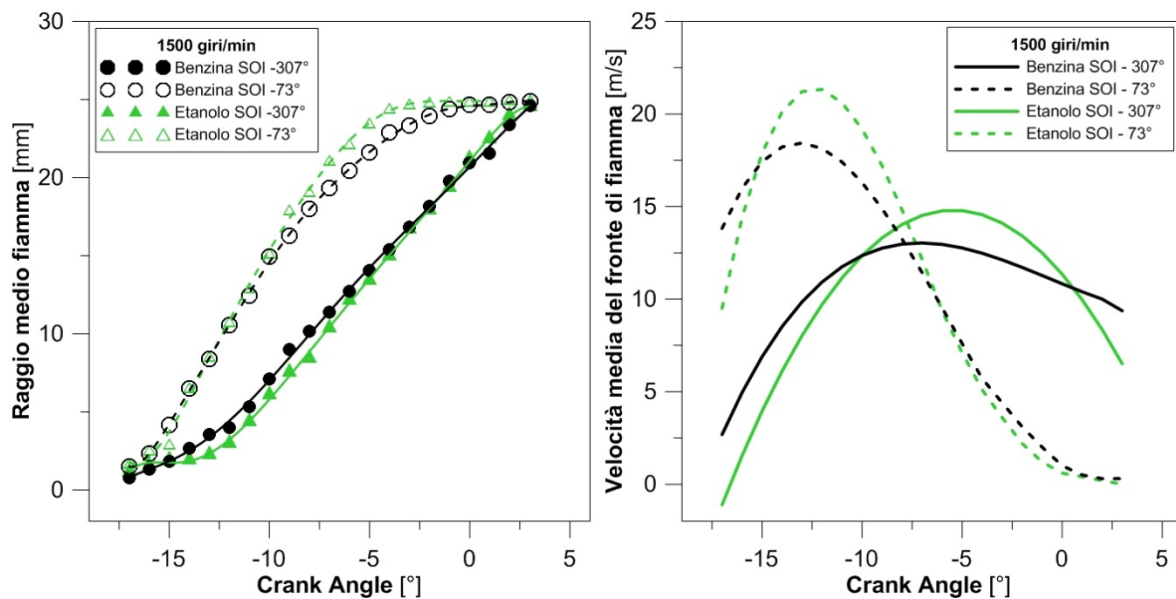 30
20
10
0
Raggio medio fiamma [mm]
1500 giri/min
Benzina SOI -307°
Benzina SOI -73°
Etanolo SOI -307°
Etanolo SOI -73°
-15
-10
-5
0
5
Crank Angle [°]
25
20
15
10
5
0
Velocità media del fronte di fiamma [m/s]
1500 giri/min
Benzina SOI - 307°
Benzina SOI - 73°
Etanolo SOI - 307°
Etanolo SOI - 73°
-15
-10
-5
0
5
Crank Angle [°]